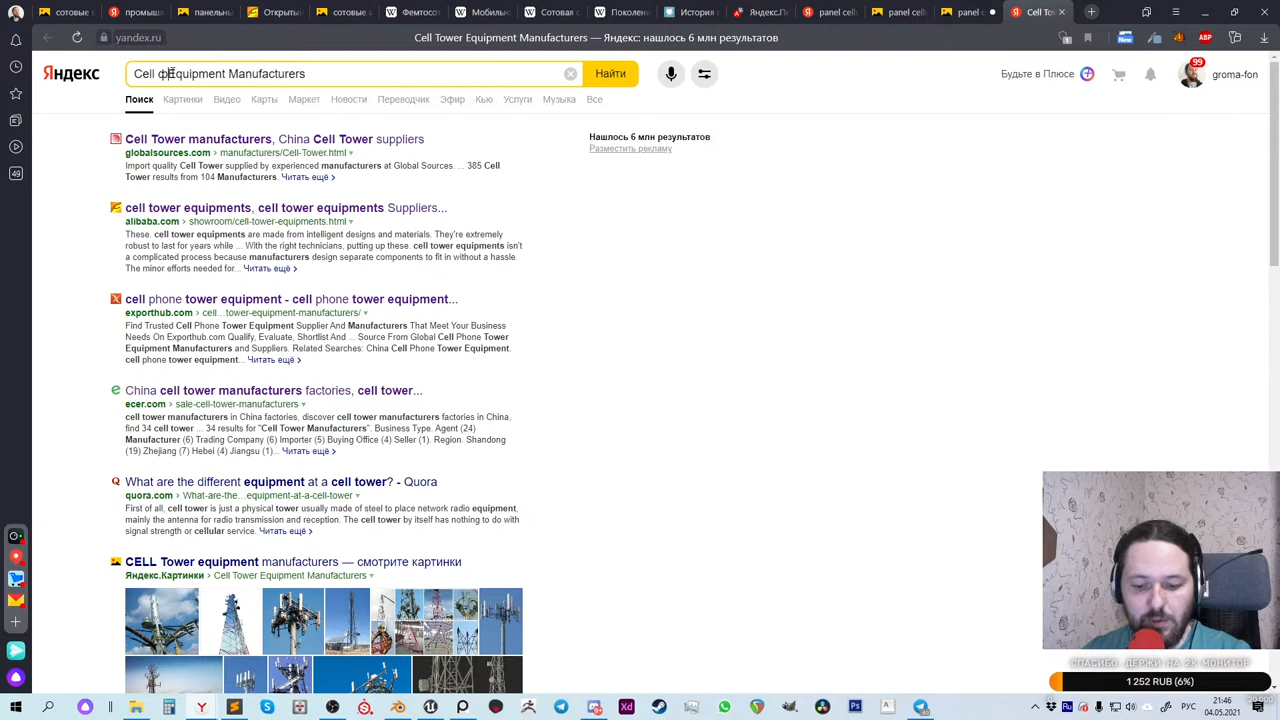 сотовые
сотовые
Открыты
сотовые
сотовые
Фемтосо
Мобильн
Сотовая с
Поколен
История
Яндекс.П
panel cell
panel cel
panel c
Cell Tow
yandex.ru
Cell Tower Equipment Manufacturers — Яндекс: нашлось 6 млн результатов
Яндекс
Cell ф Equipment Manufacturers
Найти
Будьте в Плюсе
99
groma-fon
Поиск Картинки Видео Карты Маркет Новости Переводчик Эфир Кью Услуги Музыка Все
Cell Tower manufacturers, China Cell Tower suppliers
globalsources.com › manufacturers/Cell-Tower.html
Import quality Cell Tower supplied by experienced manufacturers at Global Sources. ... 385 Cell
Tower results from 104 Manufacturers. Читать ещё ›
Нашлось 6 млн результатов
Разместить рекламу
cell tower equipments, cell tower equipments Suppliers...
alibaba.com › showroom/cell-tower-equipments.html
These. cell tower equipments are made from intelligent designs and materials. They're extremely
robust to last for years while ... With the right technicians, putting up these. cell tower equipments isn't
a complicated process because manufacturers design separate components to fit in without a hassle.
The minor efforts needed for... Читать ещё ›
cell phone tower equipment - cell phone tower equipment...
exporthub.com › cell...tower-equipment-manufacturers/
Find Trusted Cell Phone Tower Equipment Supplier And Manufacturers That Meet Your Business
Needs On Exporthub.com Qualify, Evaluate, Shortlist And ... Source From Global Cell Phone Tower
Equipment Manufacturers and Suppliers. Related Searches: China Cell Phone Tower Equipment.
cell phone tower equipment... Читать ещё ›
China cell tower manufacturers factories, cell tower...
ecer.com › sale-cell-tower-manufacturers
cell tower manufacturers in China factories, discover cell tower manufacturers factories in China,
find 34 cell tower ... 34 results for "Cell Tower Manufacturers". Business Type. Agent (24)
Manufacturer (6) Trading Company (6) Importer (5) Buying Office (4) Seller (1). Region. Shandong
(19) Zhejiang (7) Hebei (4) Jiangsu (1)... Читать ещё ›
What are the different equipment at a cell tower? - Quora
quora.com › What-are-the...equipment-at-a-cell-tower
First of all, cell tower is just a physical tower usually made of steel to place network radio equipment,
mainly the antenna for radio transmission and reception. The cell tower by itself has nothing to do with
signal strength or cellular service. Читать ещё ›
CELL Tower equipment manufacturers — смотрите картинки
Яндекс.Картинки › Cell Tower Equipment Manufacturers
СПАСИБО, ДЕРЖИ НА 2К МОНИТОР
1 252 RUB (6%)
РУС
21:46
04.05.2021